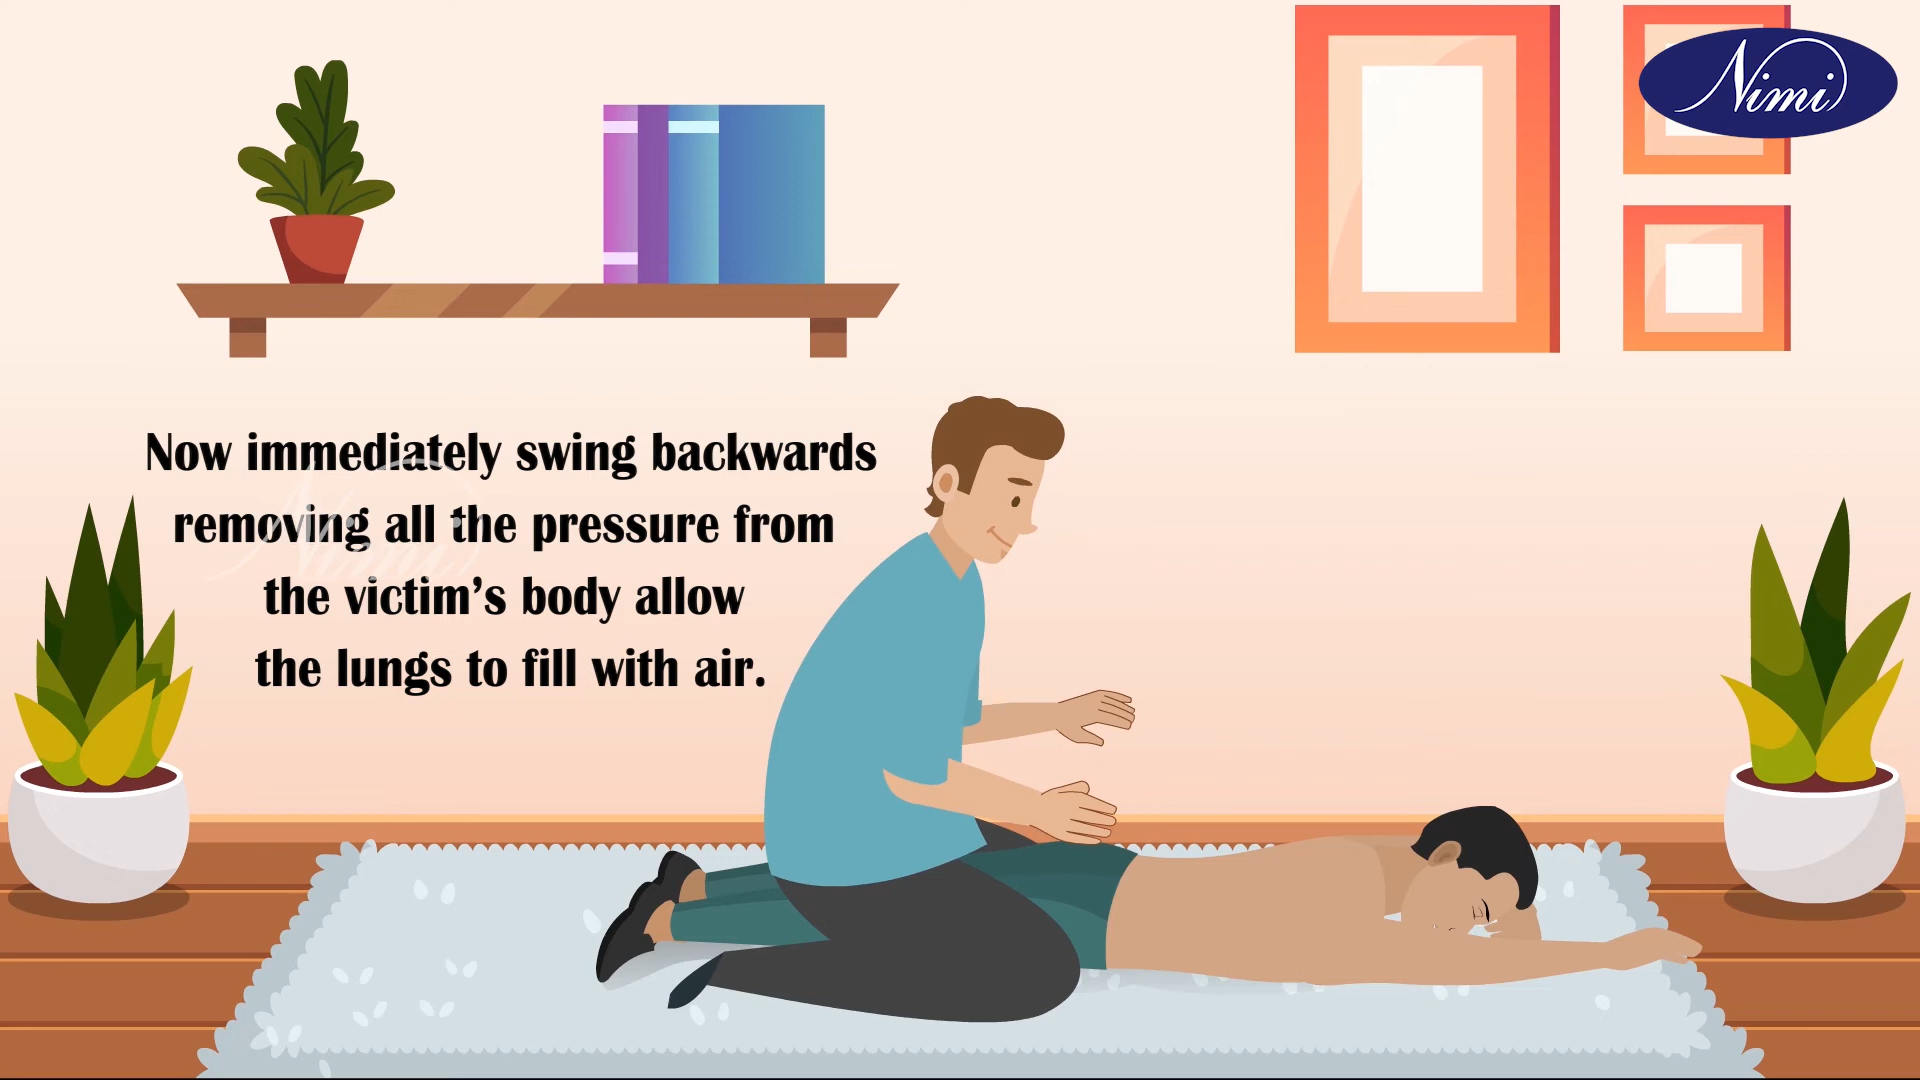 Nimi
Now immediately swing backwards
removing all the pressure from
the victim’s body allow
the lungs to fill with air.
Nimi